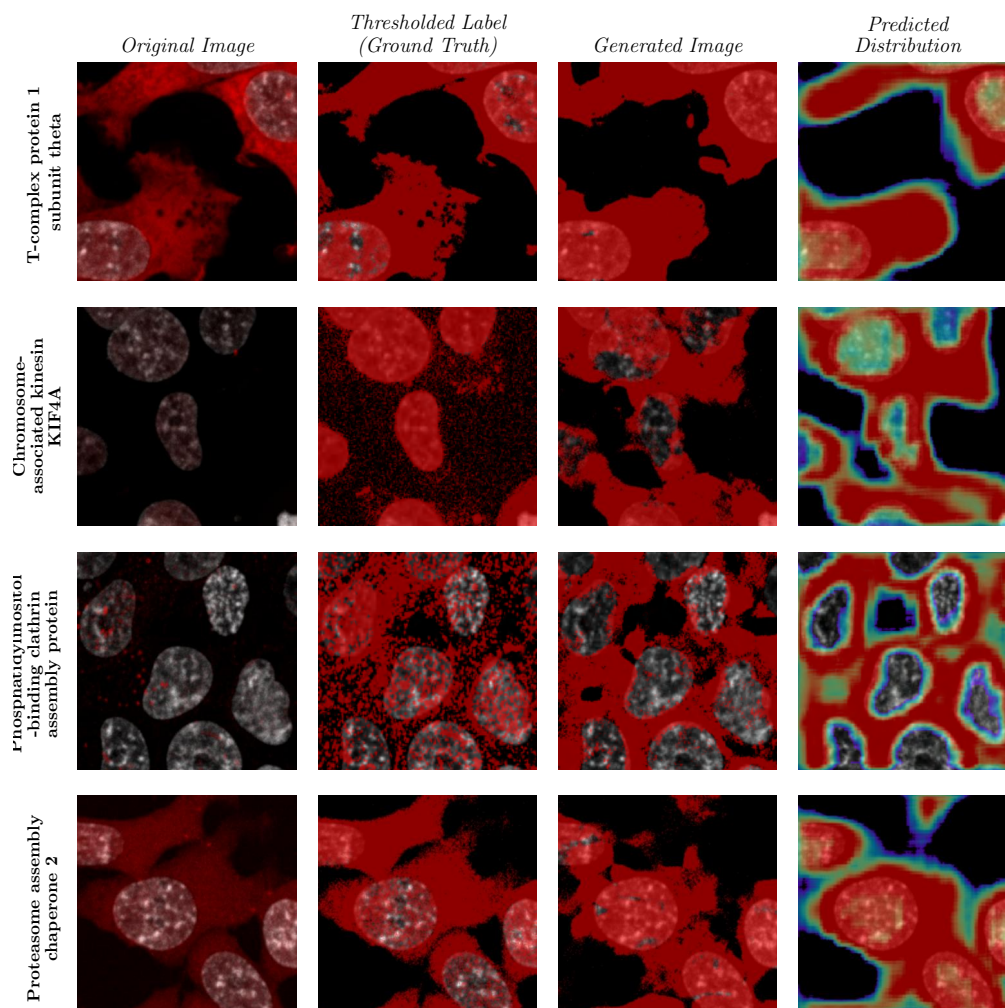 Original Image
Thresholded Label
(Ground Truth)
Generated Image
Predicted
Distribution
T-complex protein 1
subunit theta
Chromosome-
associated kinesin
KIF4A
-binding clathrin
assembly protein
Proteasome assembly
chaperone 2